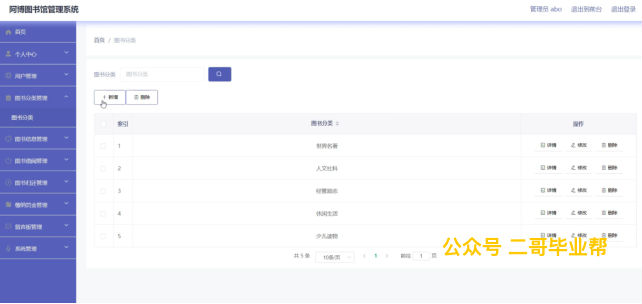 阿博图书馆管理系统 管理员 abo 退出到前台 退出登录
首页
首页 / 图书分类
个人中心
用户管理
图书分类 图书分类
图书分类管理
+ 新增 删除
图书分类
索引 图书分类 操作
图书信息管理
1 世界名著 详情 修改 删除
图书借阅管理
2 人文社科 详情 修改 删除
图书归还管理
3 经管励志 详情 修改 删除
缴纳罚金管理
4 休闲生活 详情 修改 删除
留言板管理
5 少儿读物 详情 修改 删除
系统管理
共 5 条 10条/页 < 1 > 前往 1 页
公众号 二哥毕业帮